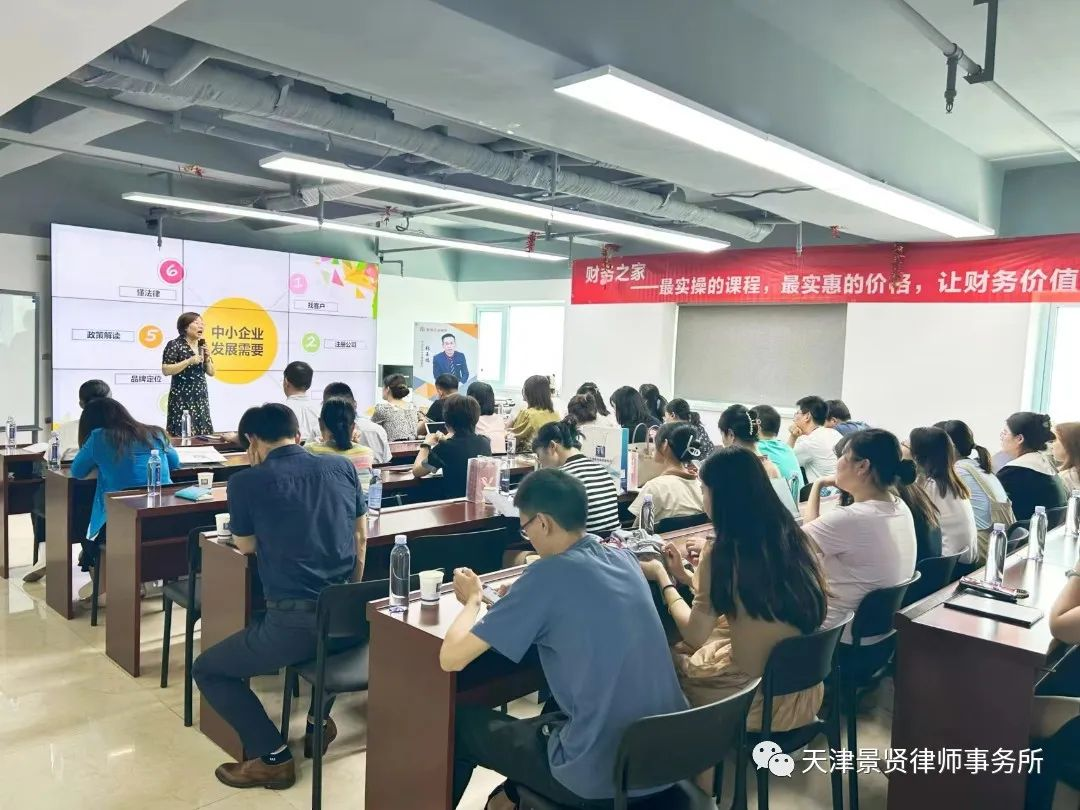 财务之家
——最实操的课程，最实惠的价格，让财务价值
6
懂法律
1
找客户
政策解读
5
中小企业
发展需要
2
注册公司
品牌定位
天津景贤律师事务所